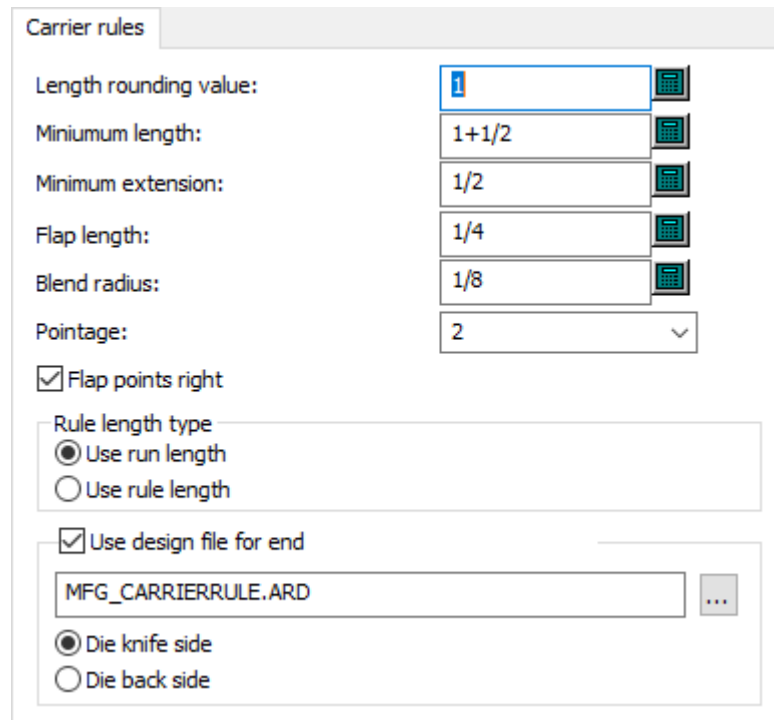 Carrier rules
Length rounding value: 1
Miniumum length: 1+1/2
Minimum extension: 1/2
Flap length: 1/4
Blend radius: 1/8
Pointage: 2
Flap points right
Rule length type
Use run length
Use rule length
Use design file for end
MFG_CARRIERRULE.ARD ...
Die knife side
Die back side